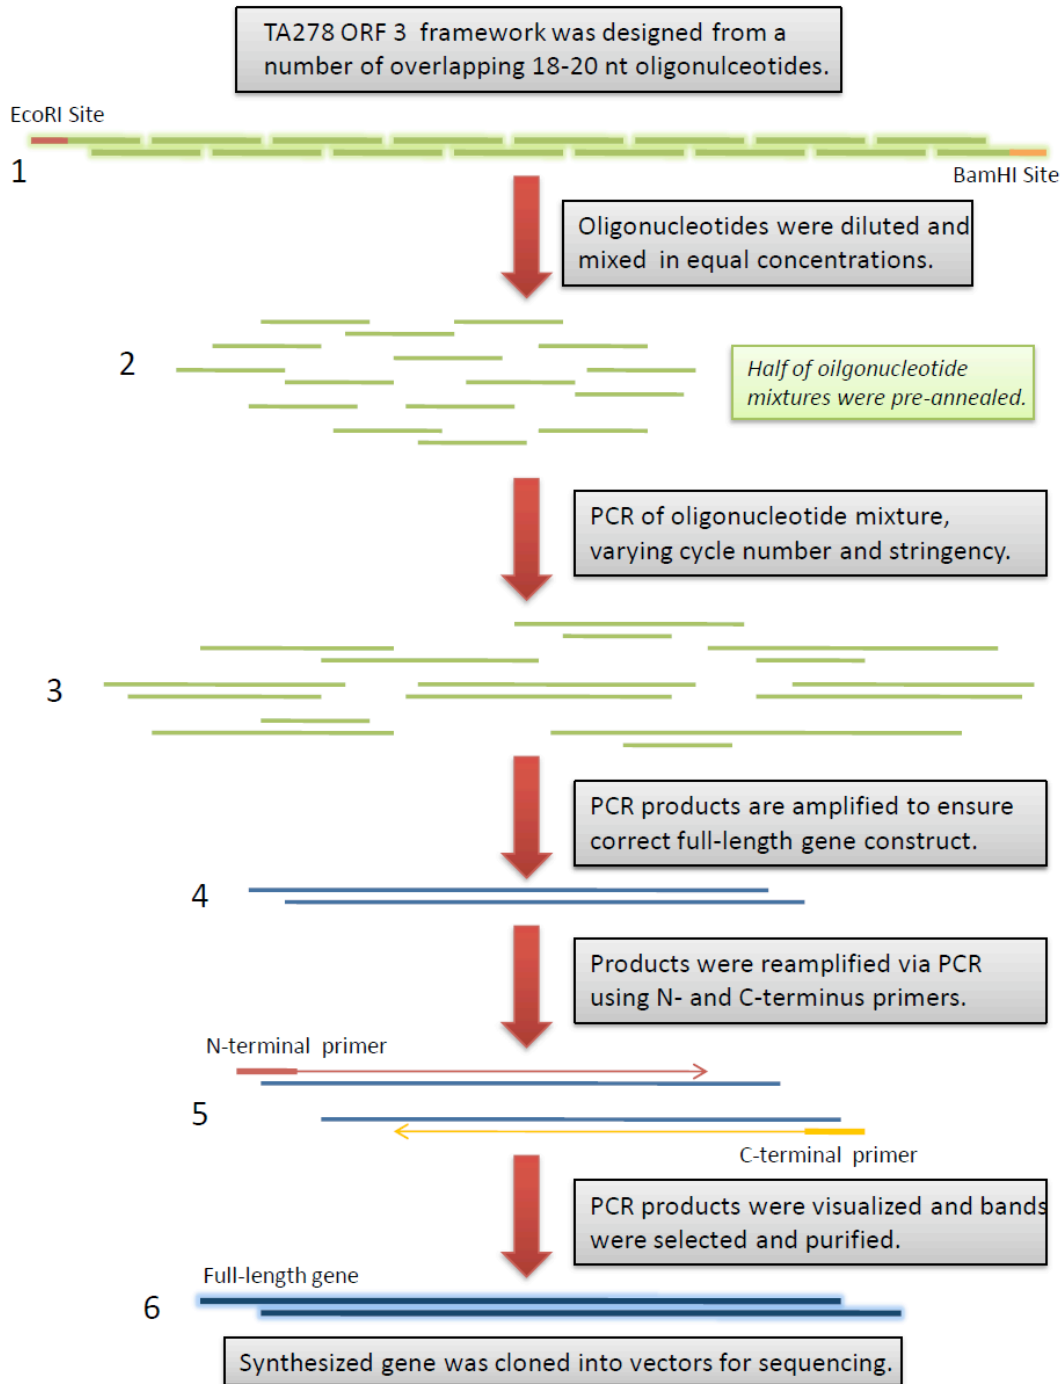 TA278 ORF 3 framework was designed from a
number of overlapping 18-20 nt oligonulceotides.
EcoRI Site
1
BamHI Site
Oligonucleotides were diluted and
mixed in equal concentrations.
2
Half of oilgonucleotide
mixtures were pre-annealed.
PCR of oligonucleotide mixture,
varying cycle number and stringency.
3
PCR products are amplified to ensure
correct full-length gene construct.
4
Products were reamplified via PCR
using N- and C-terminus primers.
N-terminal primer
5
C-terminal primer
PCR products were visualized and bands
were selected and purified.
Full-length gene
6
Synthesized gene was cloned into vectors for sequencing.